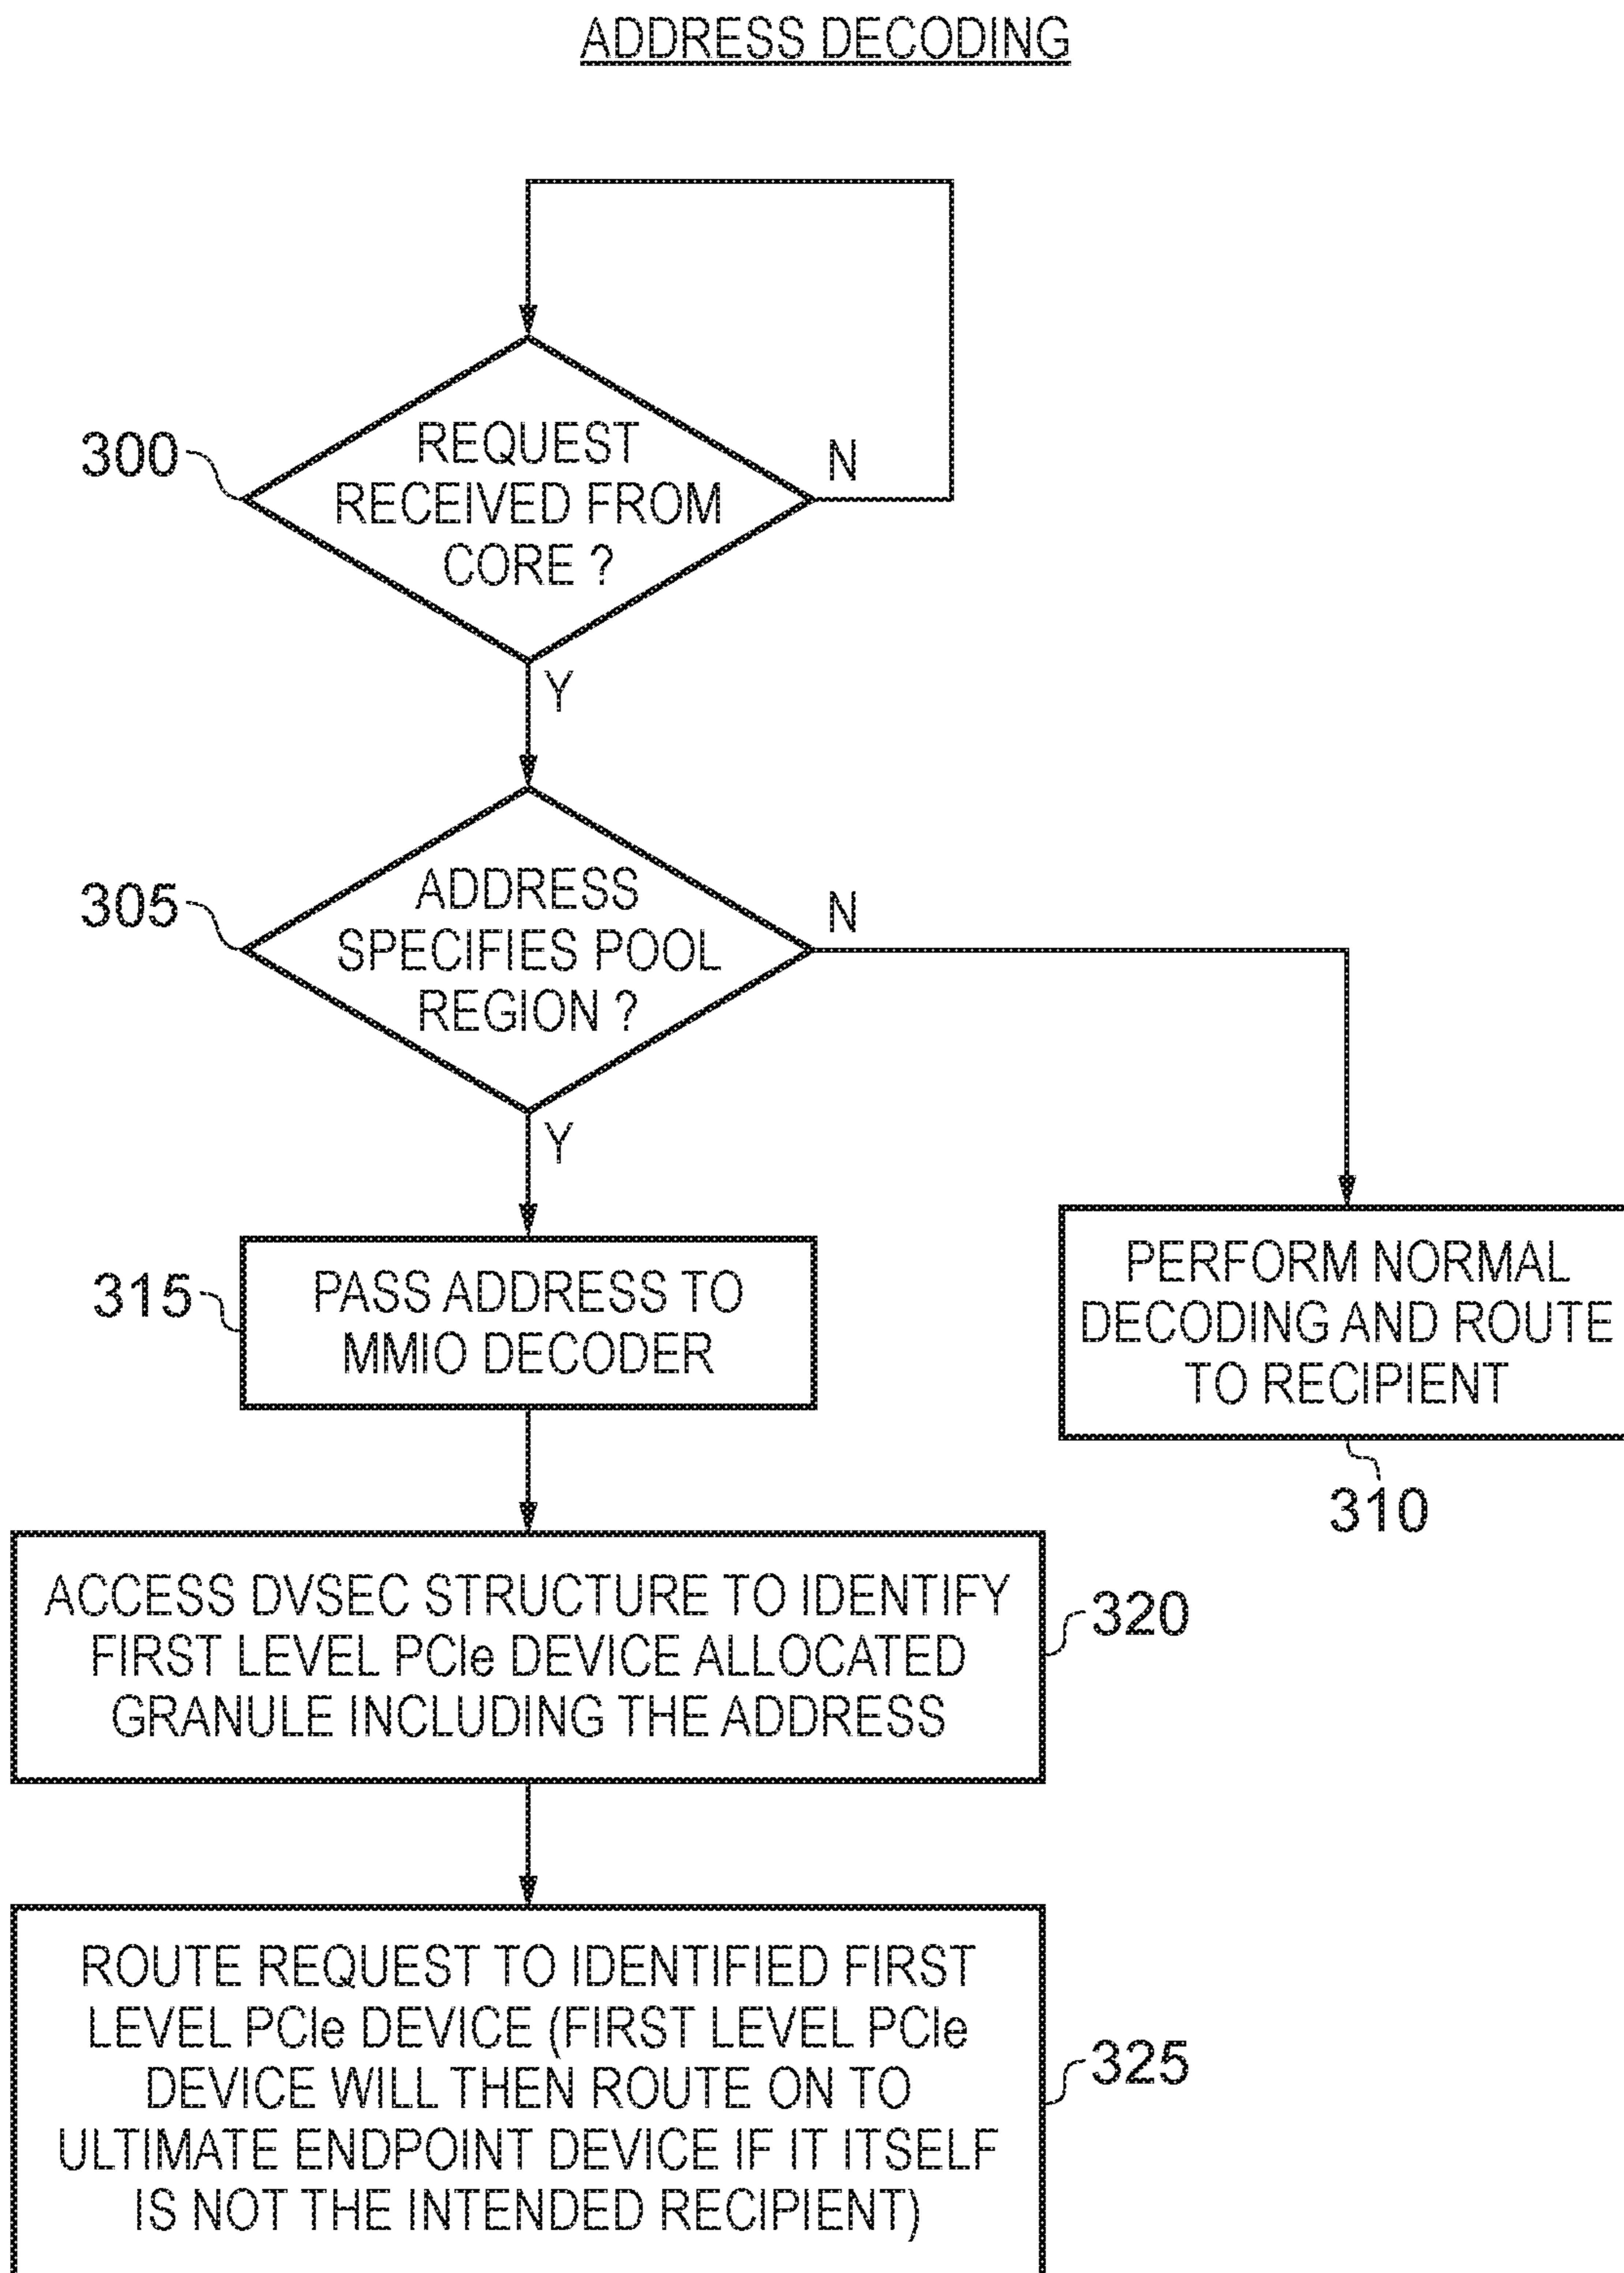 ADDRESS DECODING
300
REQUEST
RECEIVED FROM
CORE ?
N
Y
305
ADDRESS
SPECIFIES POOL
REGION ?
N
Y
315
PASS ADDRESS TO
MMIO DECODER
PERFORM NORMAL
DECODING AND ROUTE
TO RECIPIENT
310
ACCESS DVSEC STRUCTURE TO IDENTIFY
FIRST LEVEL PCIe DEVICE ALLOCATED
GRANULE INCLUDING THE ADDRESS
320
ROUTE REQUEST TO IDENTIFIED FIRST
LEVEL PCIe DEVICE (FIRST LEVEL PCIe
DEVICE WILL THEN ROUTE ON TO
ULTIMATE ENDPOINT DEVICE IF IT ITSELF
IS NOT THE INTENDED RECIPIENT)
325